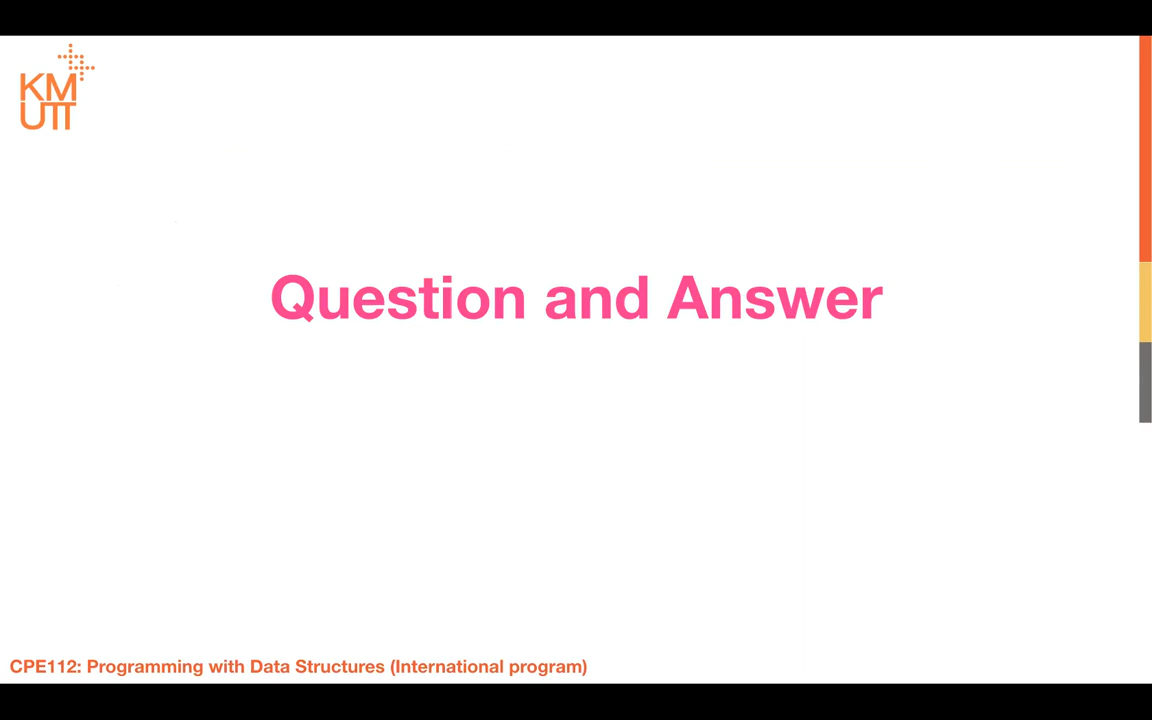 KM
UTT
Question and Answer
CPE112: Programming with Data Structures (International program)